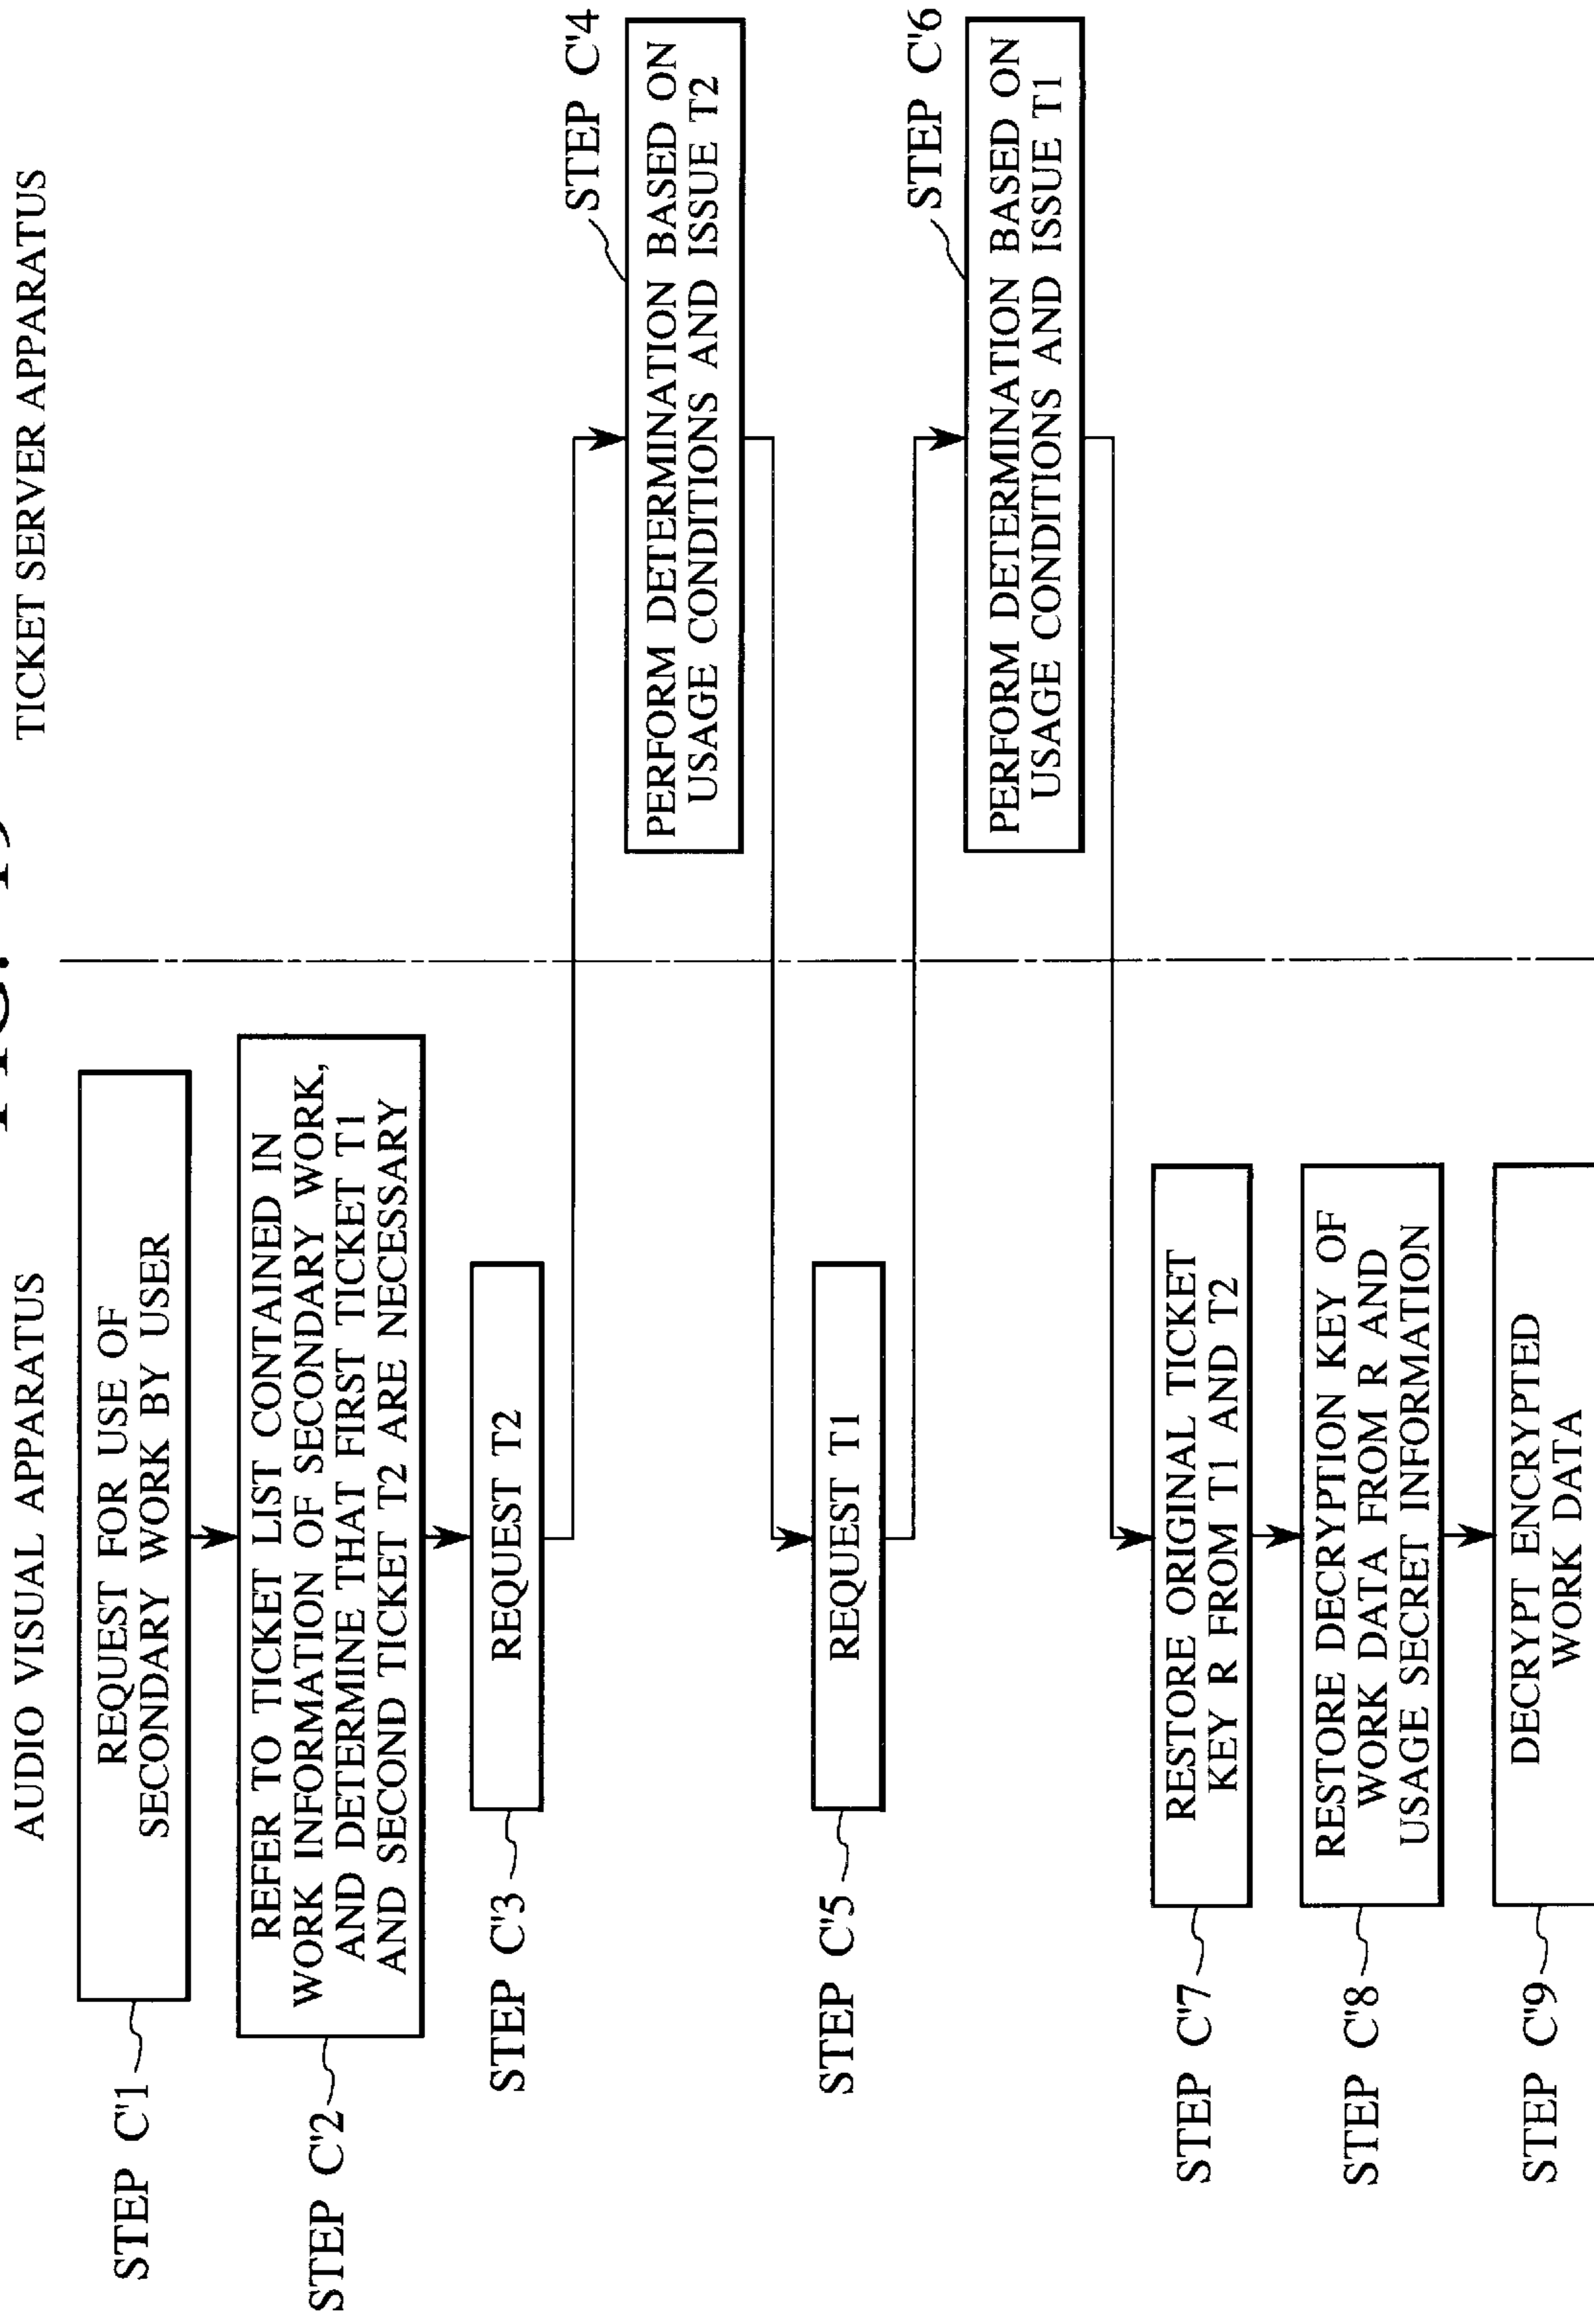 AUDIO VISUAL APPARATUS
TICKET SERVER APPARATUS
STEP C'1
REQUEST FOR USE OF
SECONDARY WORK BY USER
STEP C'2
REFER TO TICKET LIST CONTAINED IN
WORK INFORMATION OF SECONDARY WORK,
AND DETERMINE THAT FIRST TICKET T1
AND SECOND TICKET T2 ARE NECESSARY
STEP C'3
REQUEST T2
STEP C'4
PERFORM DETERMINATION BASED ON
USAGE CONDITIONS AND ISSUE T2
STEP C'5
REQUEST T1
STEP C'6
PERFORM DETERMINATION BASED ON
USAGE CONDITIONS AND ISSUE T1
STEP C'7
RESTORE ORIGINAL TICKET
KEY R FROM T1 AND T2
STEP C'8
RESTORE DECRYPTION KEY OF
WORK DATA FROM R AND
USAGE SECRET INFORMATION
STEP C'9
DECRYPT ENCRYPTED
WORK DATA